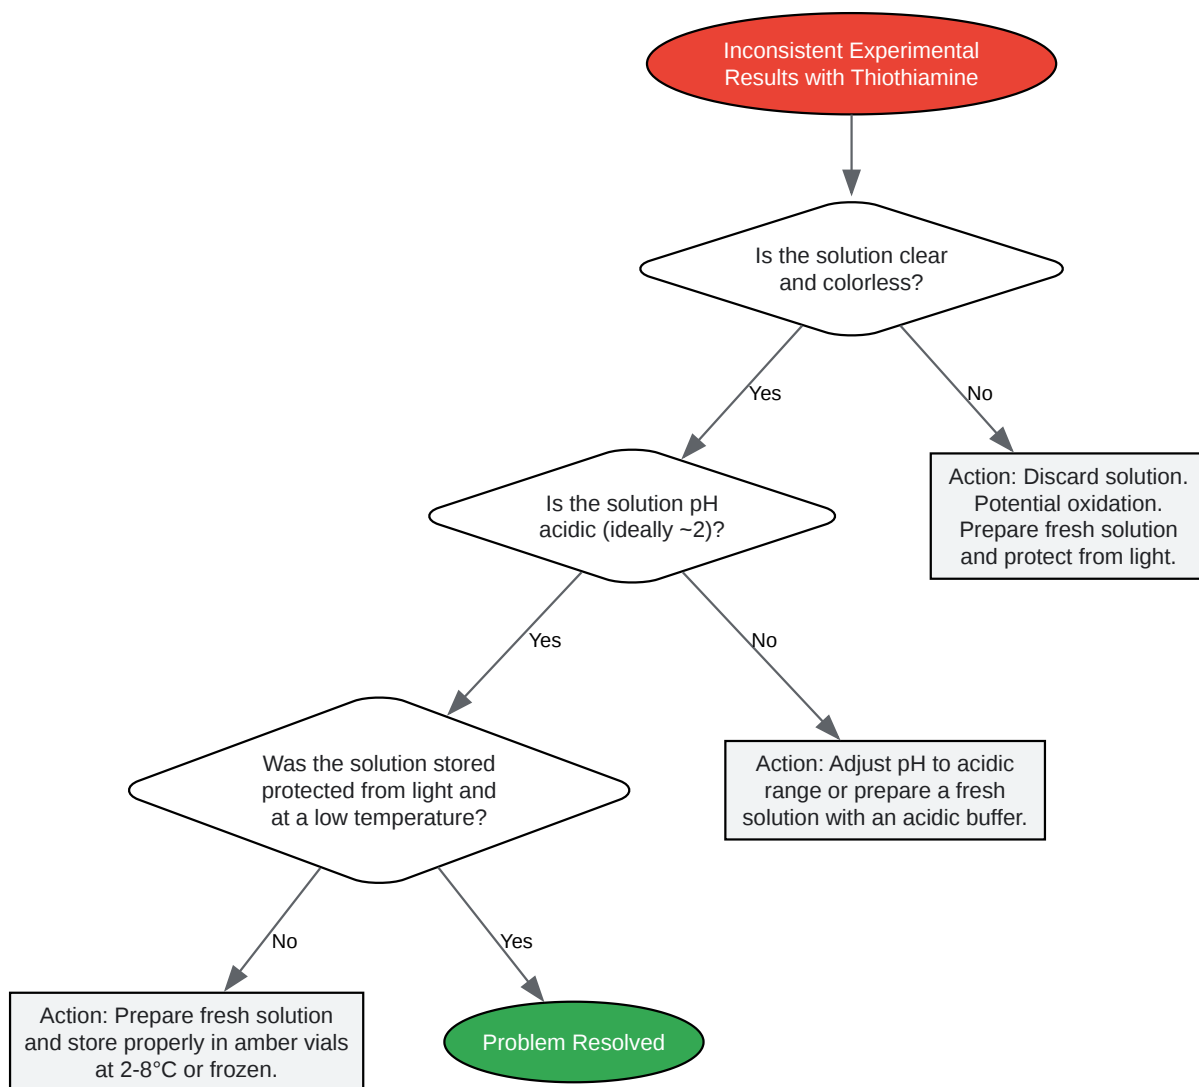 Inconsistent Experimental
Results with Thiothiamine
Is the solution clear
and colorless?
Yes
No
Is the solution pH
acidic (ideally ~2)?
Action: Discard solution.
Potential oxidation.
Prepare fresh solution
and protect from light.
Yes
No
Was the solution stored
protected from light and
at a low temperature?
Action: Adjust pH to acidic
range or prepare a fresh
solution with an acidic buffer.
No
Yes
Action: Prepare fresh solution
and store properly in amber vials
at 2-8°C or frozen.
Problem Resolved